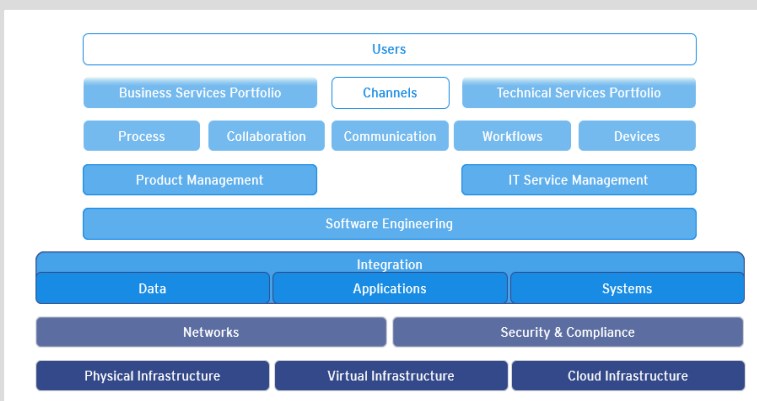 Users
Business Services Portfolio
Channels
Technical Services Portfolio
Process
Collaboration
Communication
Workflows
Devices
Product Management
IT Service Management
Software Engineering
Integration
Data
Applications
Systems
Networks
Security & Compliance
Physical Infrastructure
Virtual Infrastructure
Cloud Infrastructure